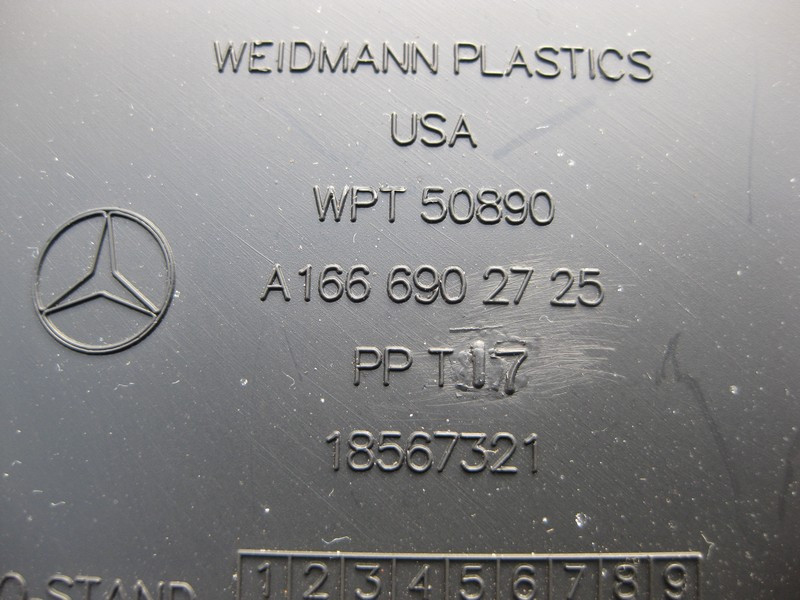 WEIDMANN PLASTICS
USA
WPT 50890
A 166 690 27 25
PP T17
18567321
-STAND
1 2 3 4 5 6 7 8 9